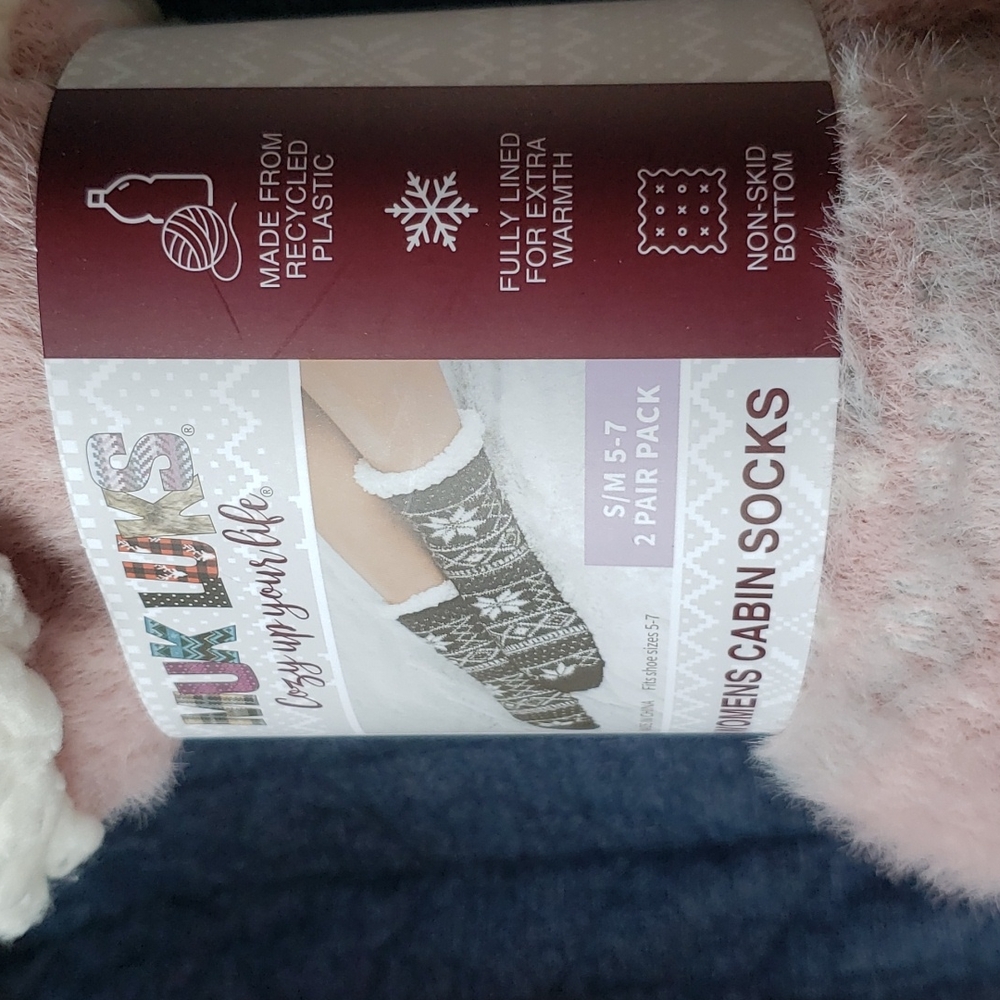 MUK LUKS®
Cozy up your life®
S/M 5-7
2 PAIR PACK
Fits shoe sizes 5-7
WOMENS CABIN SOCKS
MADE FROM
RECYCLED
PLASTIC
FULLY LINED
FOR EXTRA
WARMTH
NON-SKID
BOTTOM